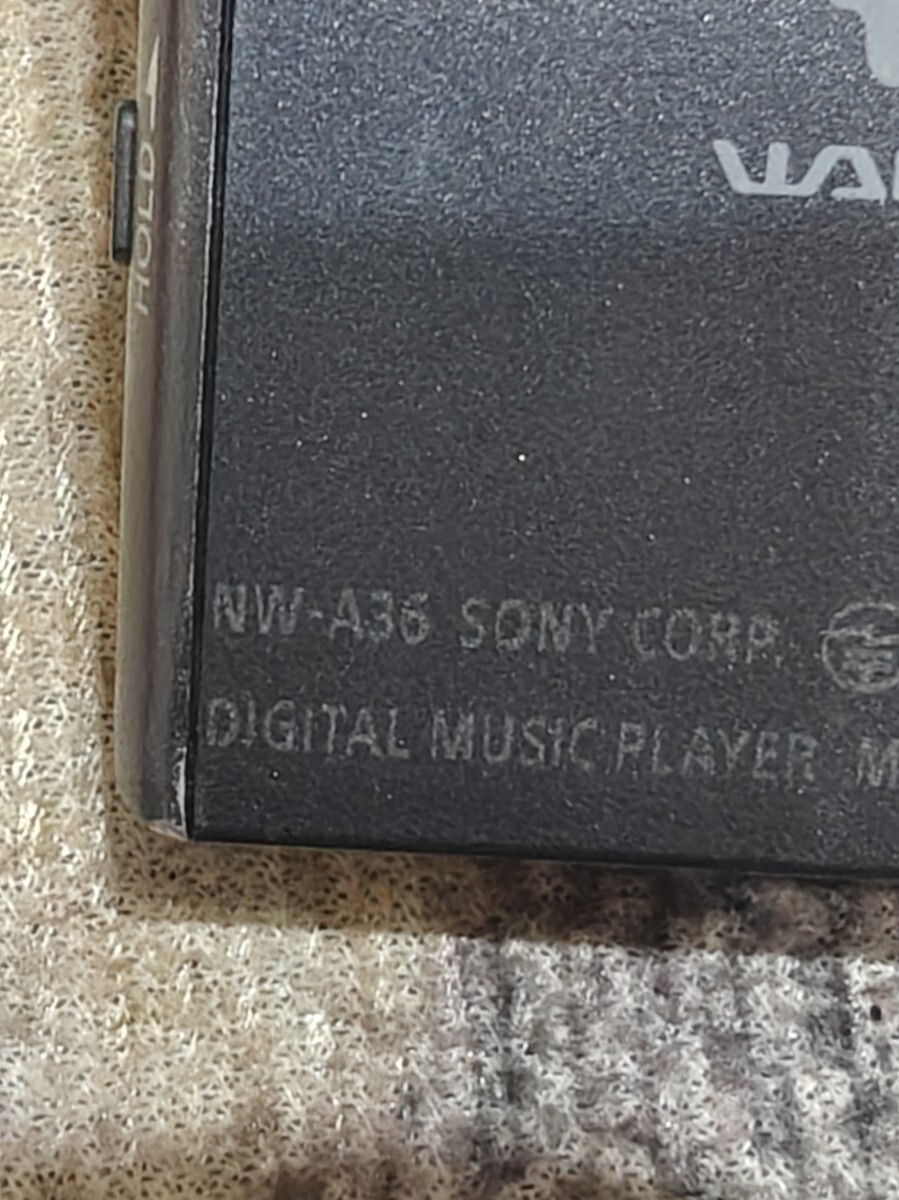 HOLD
NW-A36 SONY CORP.
DIGITAL MUSIC PLAYER M